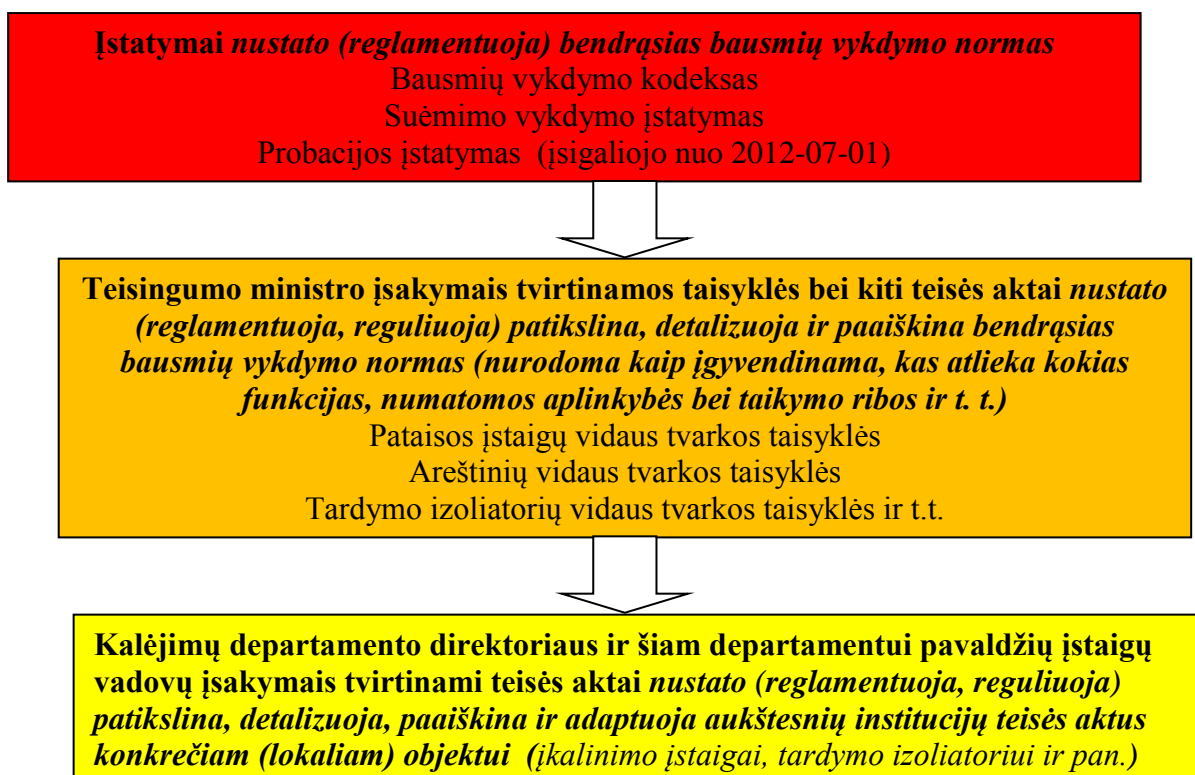 Įstatymai nustato (reglamentuoja) bendrąsias bausmių vykdymo normas
Bausmių vykdymo kodeksas
Suėmimo vykdymo įstatymas
Probacijos įstatymas (įsigaliojo nuo 2012-07-01)
Teisingumo ministro įsakymais tvirtinamos taisyklės bei kiti teisės aktai nustato
(reglamentuoja, reguliuoja) patikslina, detalizuoja ir paaiškina bendrąsias
bausmių vykdymo normas (nurodoma kaip įgyvendinama, kas atlieka kokias
funkcijas, numatomos aplinkybės bei taikymo ribos ir t. t.)
Pataisos įstaigų vidaus tvarkos taisyklės
Areštinių vidaus tvarkos taisyklės
Tardymo izoliatorių vidaus tvarkos taisyklės ir t.t.
Kalėjimų departamento direktoriaus ir šiam departamentui pavaldžių įstaigų
vadovų įsakymais tvirtinami teisės aktai nustato (reglamentuoja, reguliuoja)
patikslina, detalizuoja, paaiškina ir adaptuoja aukštesnių institucijų teisės aktus
konkrečiam (lokaliam) objektui (įkalinimo įstaigai, tardymo izoliatoriui ir pan.)